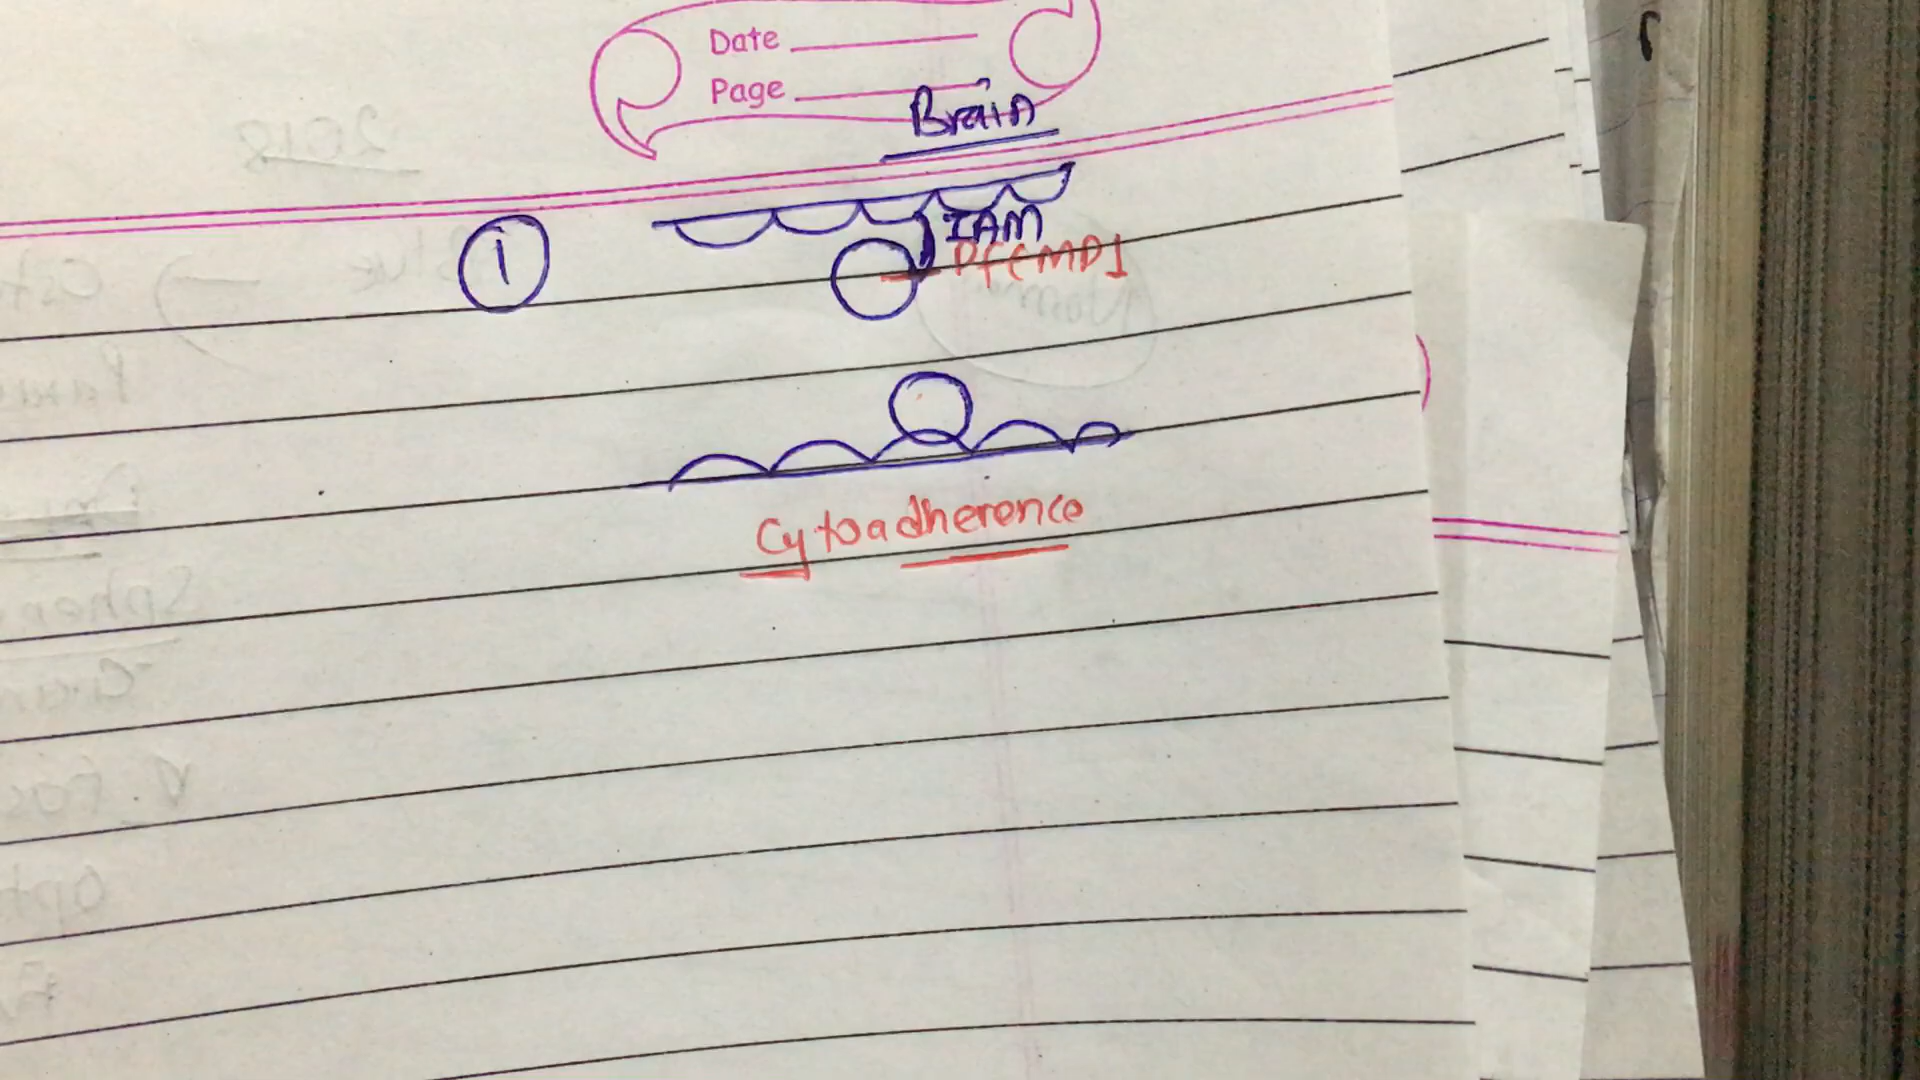 Date
Page
Brain
1
IAM
PfEMP1
Cytoadherence